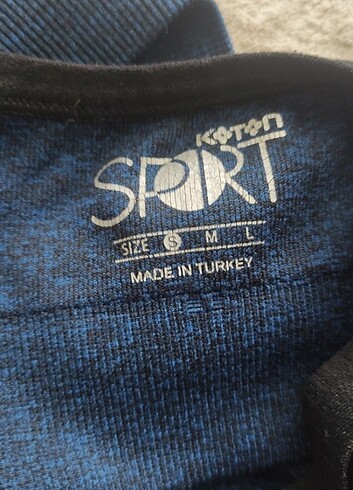 KOTON
SPORT
SIZE S M L
MADE IN TURKEY